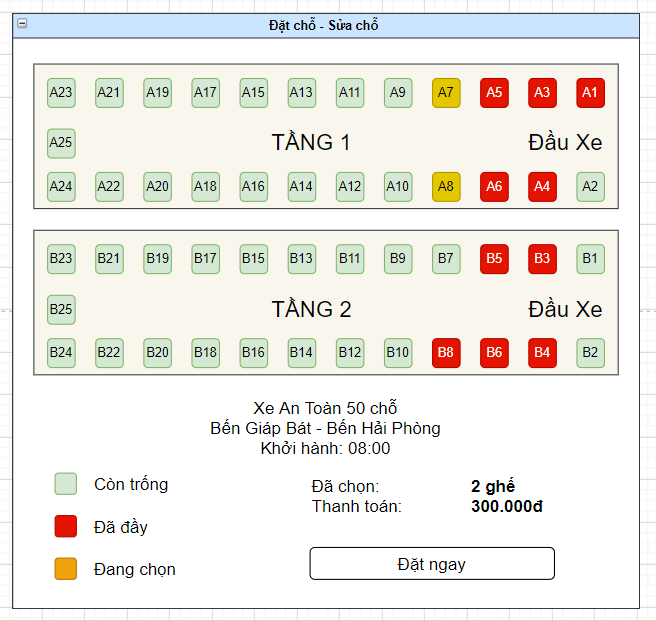 Đặt chỗ - Sửa chỗ
A23 A21 A19 A17 A15 A13 A11 A9 A7 A5 A3 A1
A25 TẦNG 1 Đầu Xe
A24 A22 A20 A18 A16 A14 A12 A10 A8 A6 A4 A2
B23 B21 B19 B17 B15 B13 B11 B9 B7 B5 B3 B1
B25 TẦNG 2 Đầu Xe
B24 B22 B20 B18 B16 B14 B12 B10 B8 B6 B4 B2
Xe An Toàn 50 chỗ
Bến Giáp Bát - Bến Hải Phòng
Khởi hành: 08:00
Còn trống
Đã đầy
Đang chọn
Đã chọn: 2 ghế
Thanh toán: 300.000đ
Đặt ngay